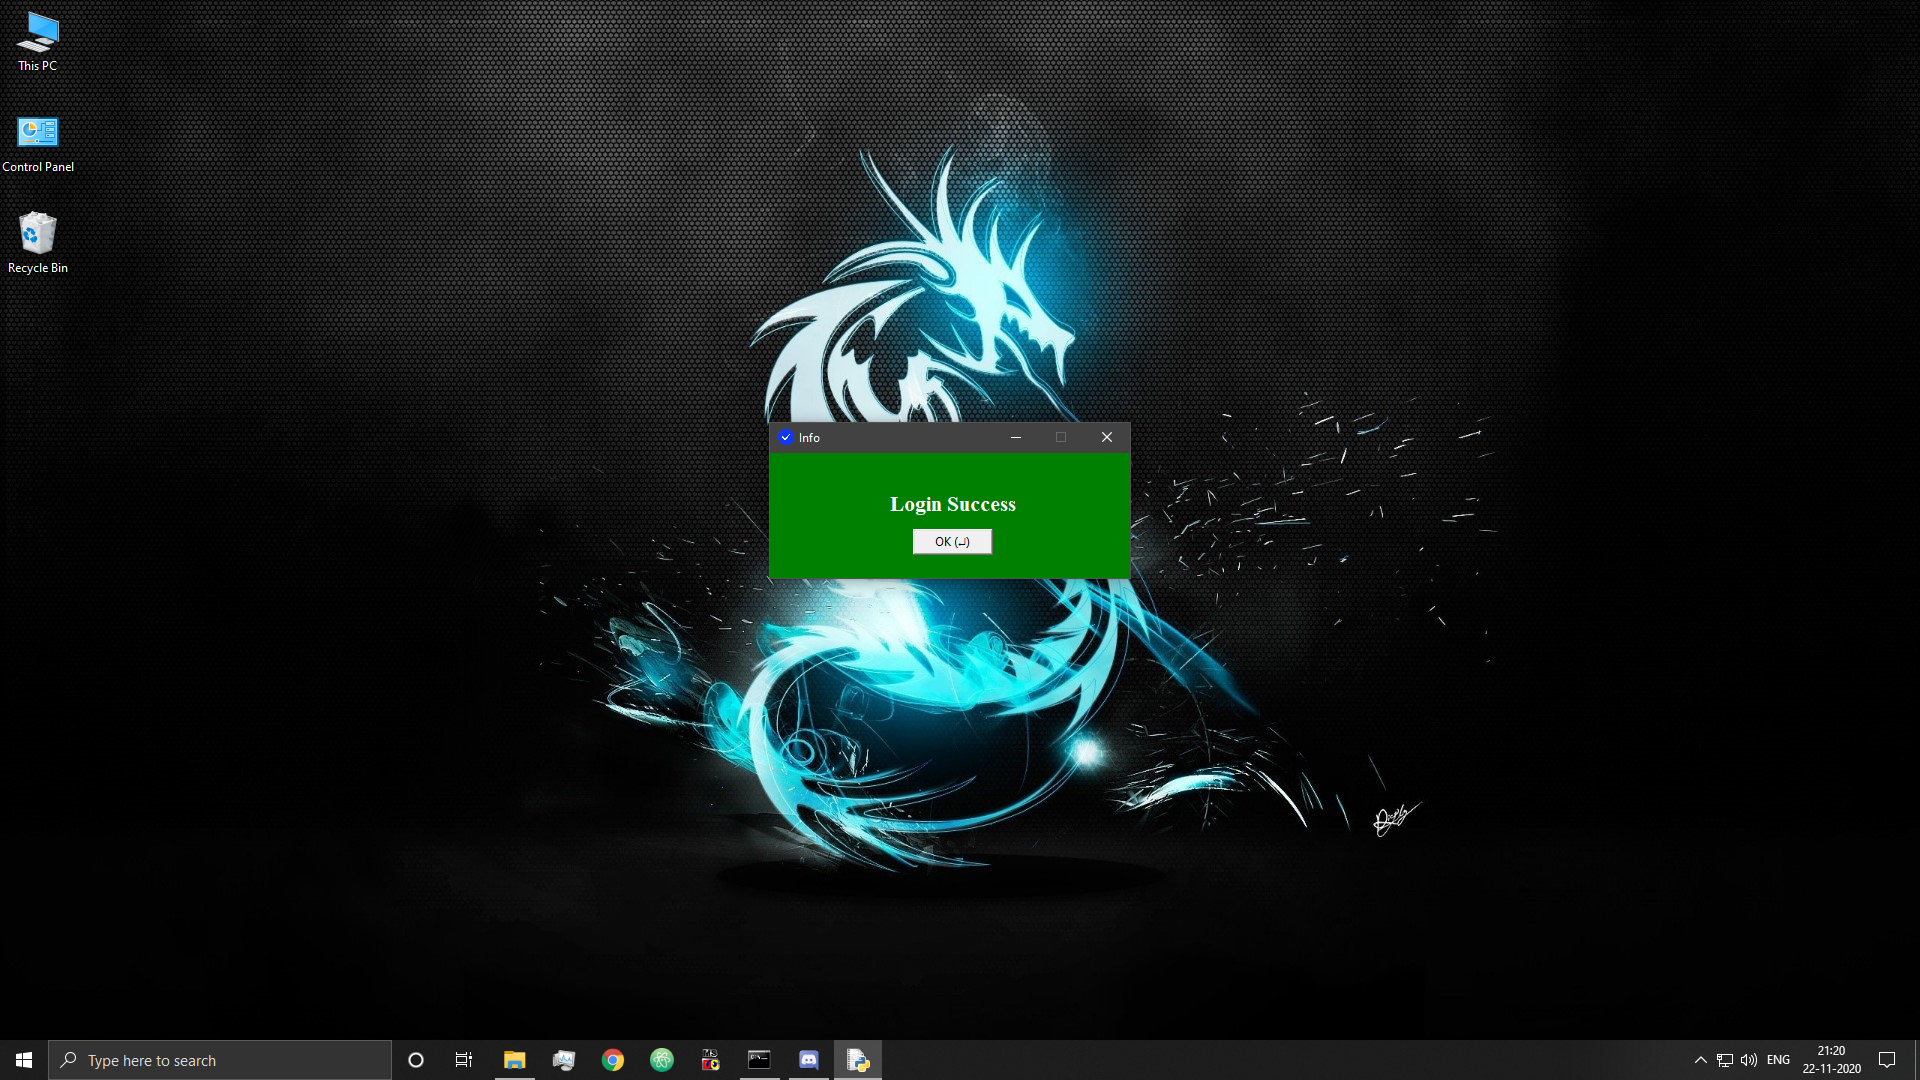 This PC
Control Panel
Recycle Bin
Info
Login Success
OK (↵)
Type here to search
ENG
21:20
22-11-2020